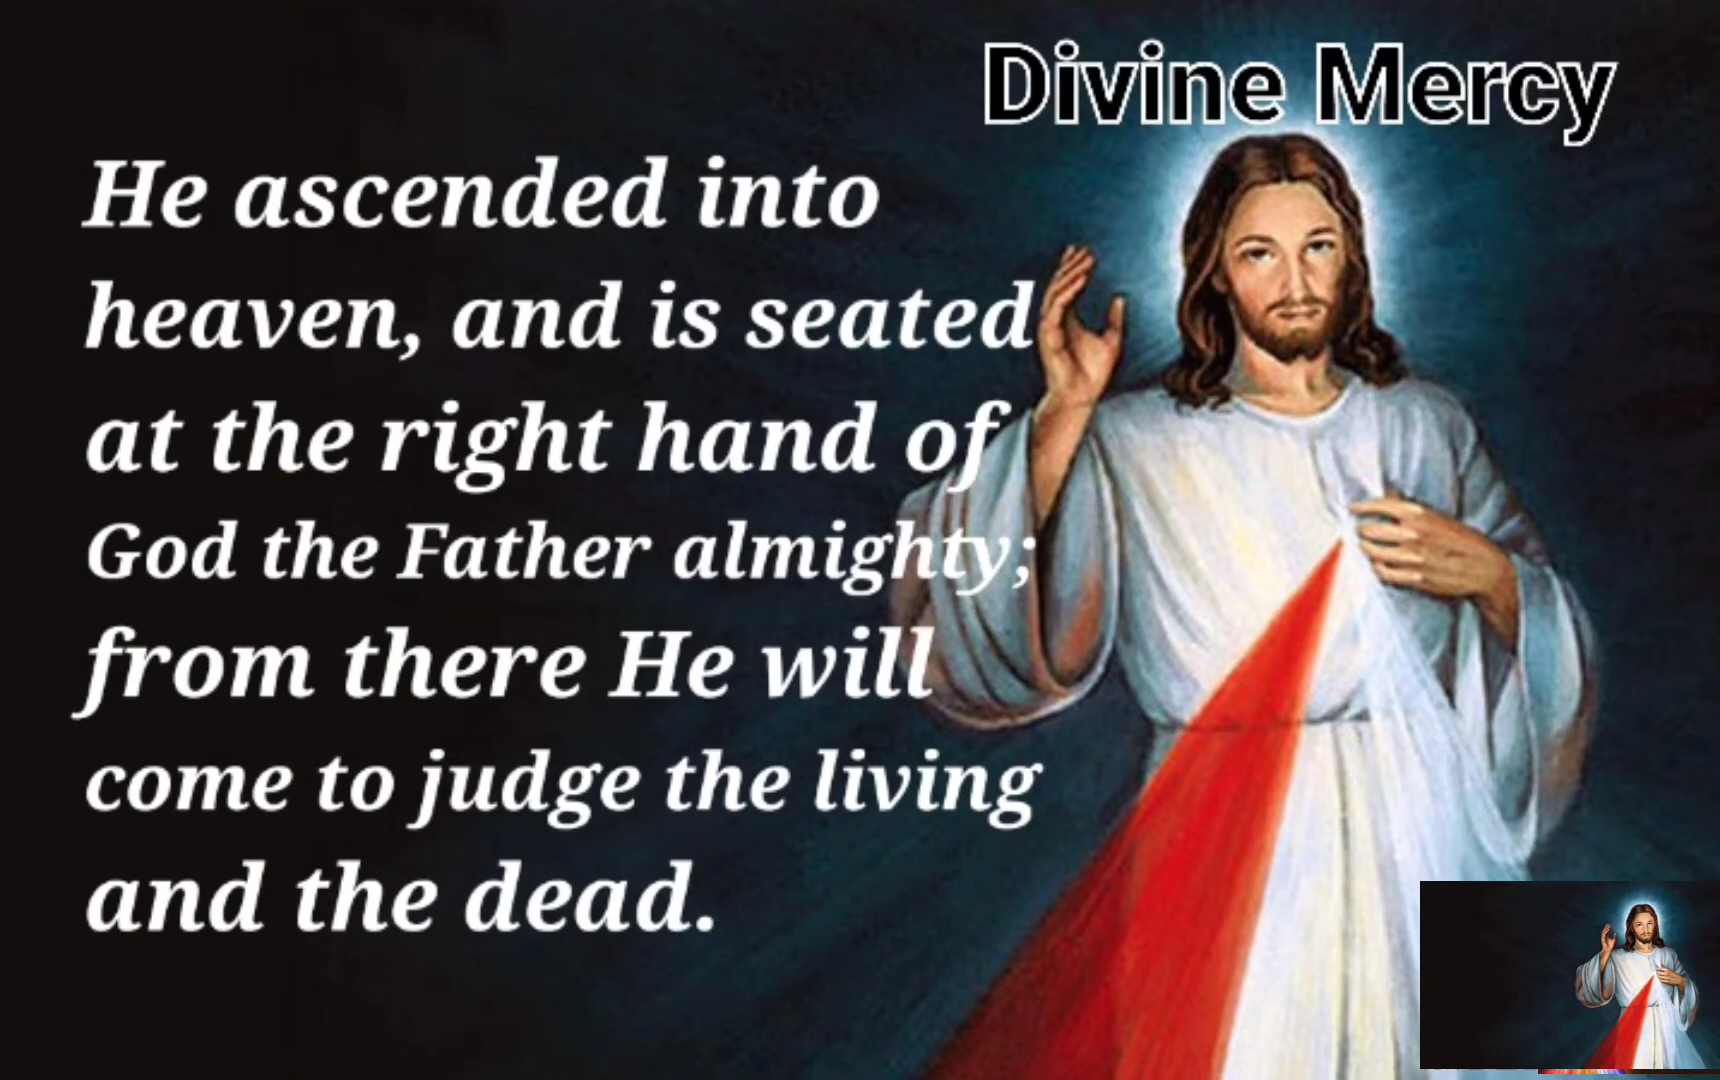 Divine Mercy
He ascended into
heaven, and is seated
at the right hand of
God the Father almighty;
from there He will
come to judge the living
and the dead.